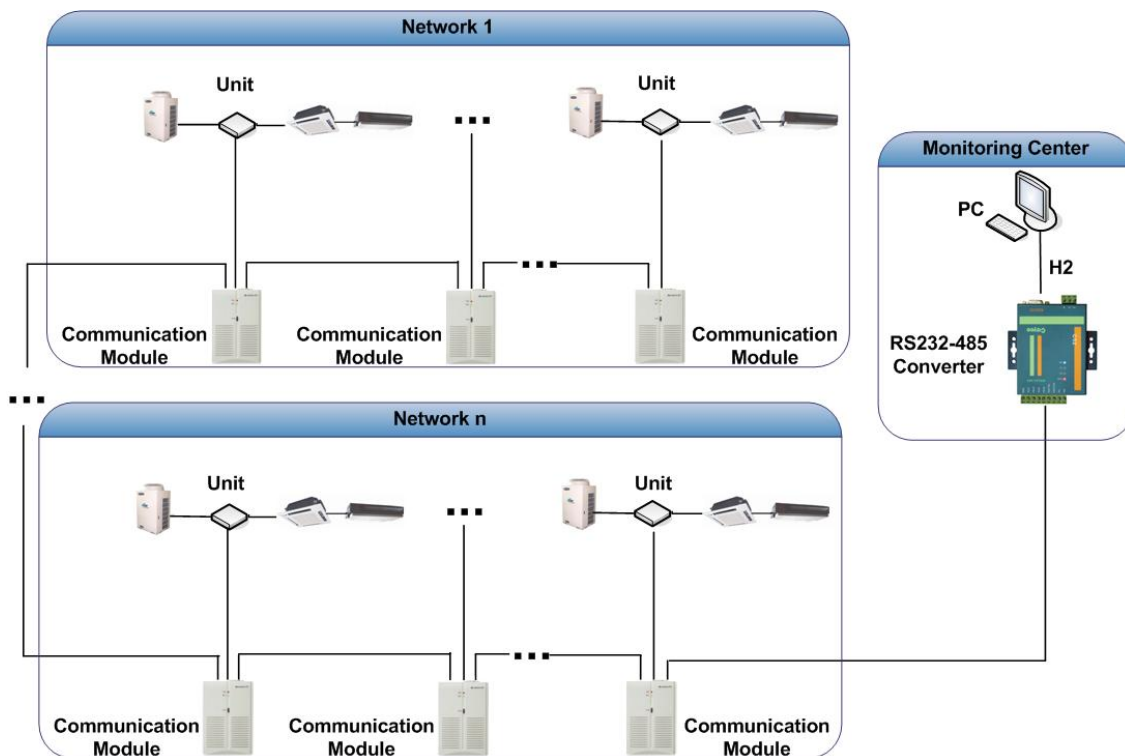 Network 1
Unit
Unit
Communication
Module
Communication
Module
Communication
Module
Monitoring Center
PC
H2
RS232-485
Converter
Network n
Unit
Unit
Communication
Module
Communication
Module
Communication
Module